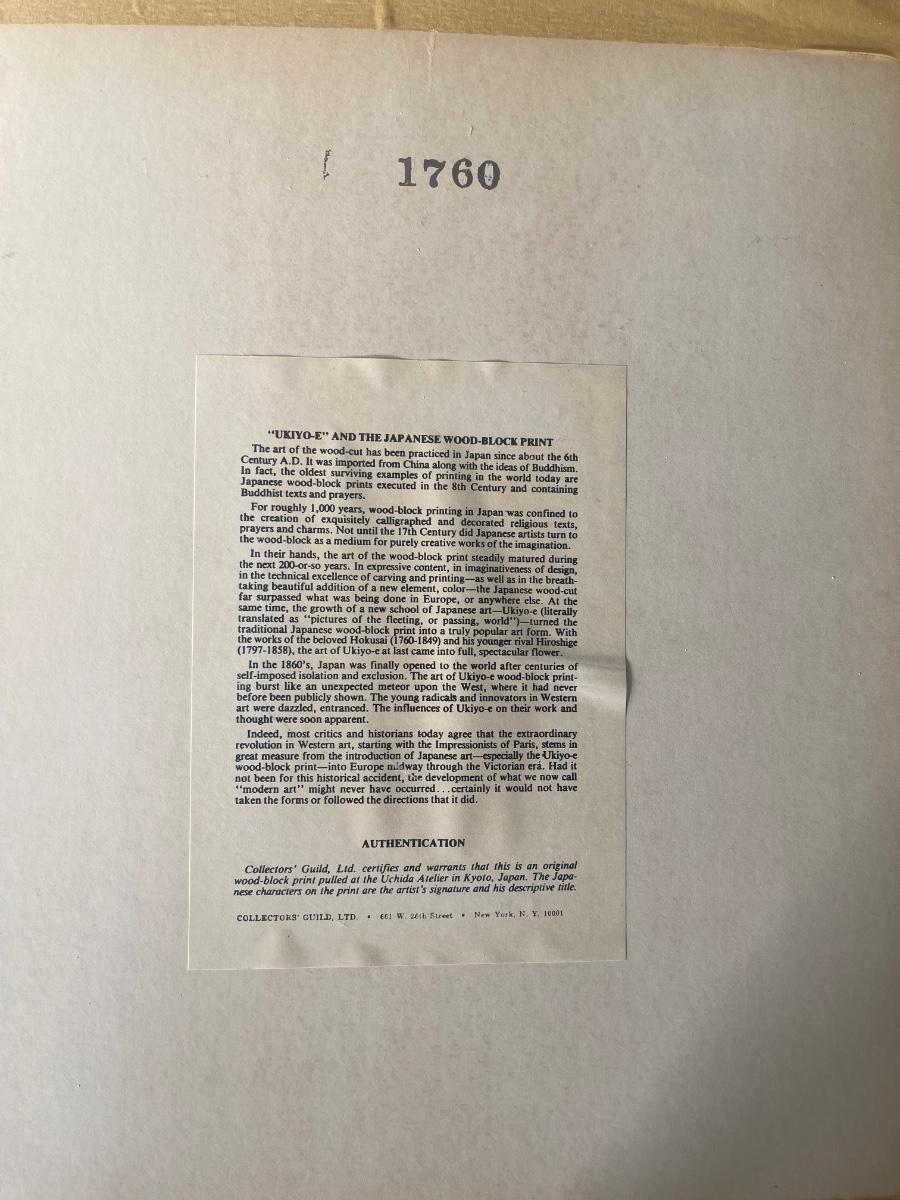 1760
"UKIYO-E" AND THE JAPANESE WOOD-BLOCK PRINT
The art of the wood-cut has been practiced in Japan since about the 6th
Century A.D. It was imported from China along with the ideas of Buddhism.
In fact, the oldest surviving examples of printing in the world today are
Japanese wood-block prints executed in the 8th Century and containing
Buddhist texts and prayers.
For roughly 1,000 years, wood-block printing in Japan was confined to
the creation of exquisitely calligraphed and decorated religious texts,
prayers and charms. Not until the 17th Century did Japanese artists turn to
the wood-block as a medium for purely creative works of the imagination.
In their hands, the art of the wood-block print steadily matured during
the next 200-or-so years. In expressive content, in imaginativeness of design,
in the technical excellence of carving and printing—as well as in the breath-
taking beautiful addition of a new element, color—the Japanese wood-cut
far surpassed what was being done in Europe, or anywhere else. At the
same time, the growth of a new school of Japanese art—Ukiyo-e (literally
translated as "pictures of the fleeting, or passing, world")—turned the
traditional Japanese wood-block print into a truly popular art form. With
the works of the beloved Hokusai (1760-1849) and his younger rival Hiroshige
(1797-1858), the art of Ukiyo-e at last came into full, spectacular flower.
In the 1860's, Japan was finally opened to the world after centuries of
self-imposed isolation and exclusion. The art of Ukiyo-e wood-block print-
ing burst like an unexpected meteor upon the West, where it had never
before been publicly shown. The young radicals and innovators in Western
art were dazzled, entranced. The influences of Ukiyo-e on their work and
thought were soon apparent.
Indeed, most critics and historians today agree that the extraordinary
revolution in Western art, starting with the Impressionists of Paris, stems in
great measure from the introduction of Japanese art—especially the Ukiyo-e
wood-block print—into Europe midway through the Victorian era. Had it
not been for this historical accident, the development of what we now call
"modern art" might never have occurred...certainly it would not have
taken the forms or followed the directions that it did.
AUTHENTICATION
Collectors' Guild, Ltd. certifies and warrants that this is an original
wood-block print pulled at the Uchida Atelier in Kyoto, Japan. The Japa-
nese characters on the print are the artist's signature and his descriptive title.
COLLECTORS' GUILD, LTD. • 601 W. 26th Street • New York, N. Y. 10001